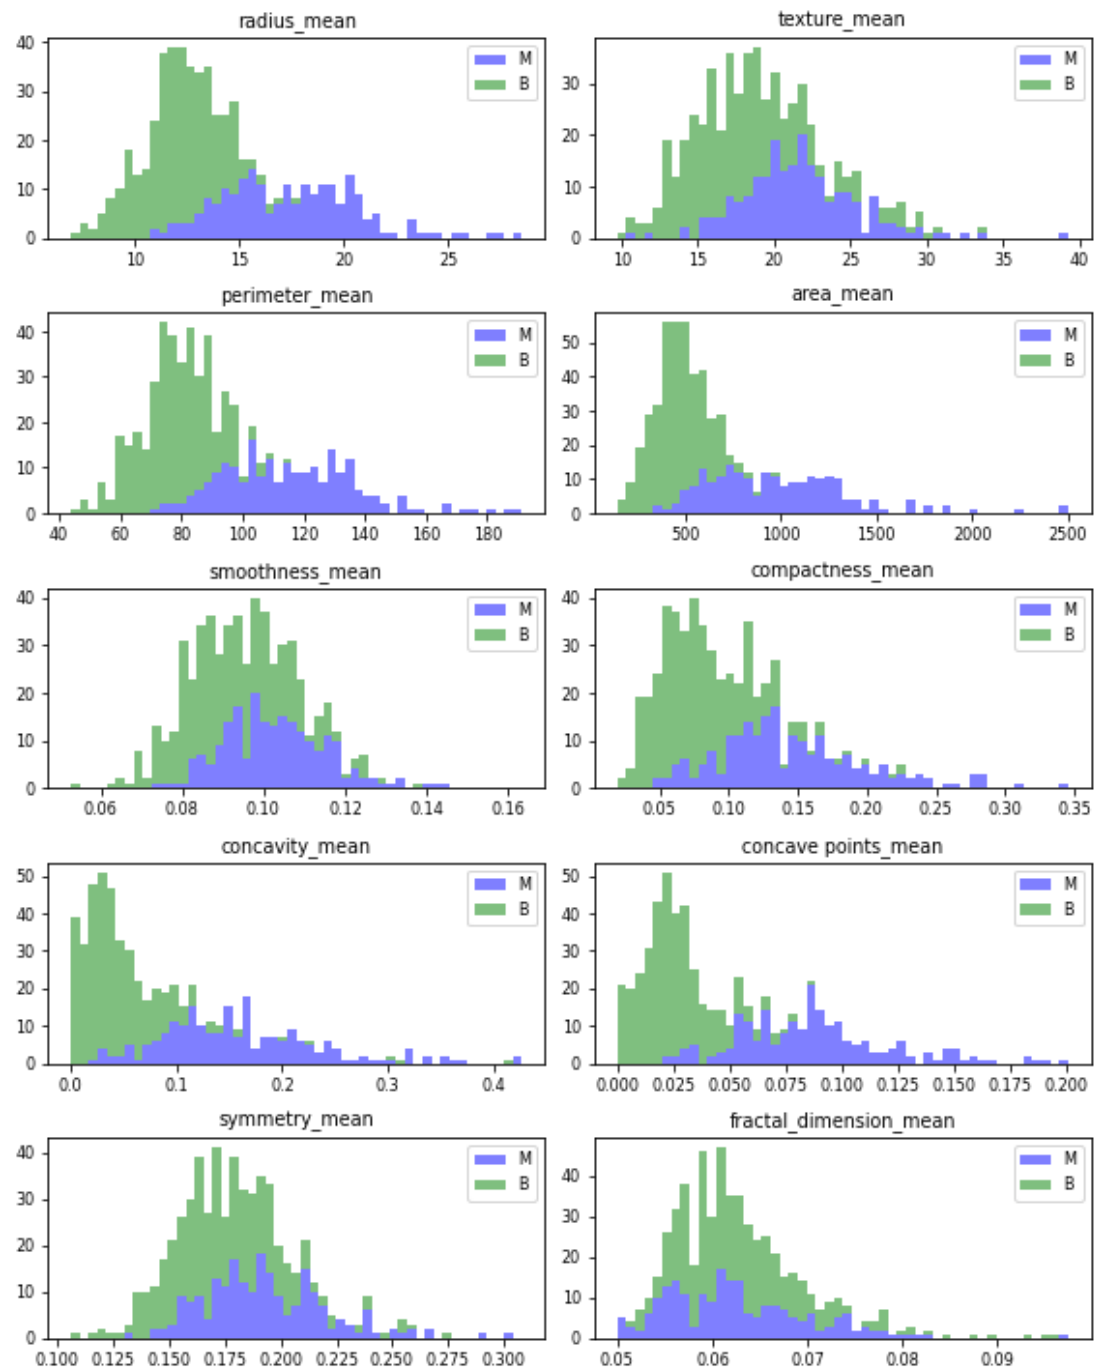 radius_mean
40
30
20
10
0
10 15 20 25
M
B
texture_mean
30
20
10
0
10 15 20 25 30 35 40
M
B
perimeter_mean
40
30
20
10
0
40 60 80 100 120 140 160 180
M
B
area_mean
50
40
30
20
10
0
500 1000 1500 2000 2500
M
B
smoothness_mean
40
30
20
10
0
0.06 0.08 0.10 0.12 0.14 0.16
M
B
compactness_mean
40
30
20
10
0
0.05 0.10 0.15 0.20 0.25 0.30 0.35
M
B
concavity_mean
50
40
30
20
10
0
0.0 0.1 0.2 0.3 0.4
M
B
concave points_mean
50
40
30
20
10
0
0.000 0.025 0.050 0.075 0.100 0.125 0.150 0.175 0.200
M
B
symmetry_mean
40
30
20
10
0
0.100 0.125 0.150 0.175 0.200 0.225 0.250 0.275 0.300
M
B
fractal_dimension_mean
40
30
20
10
0
0.05 0.06 0.07 0.08 0.09
M
B